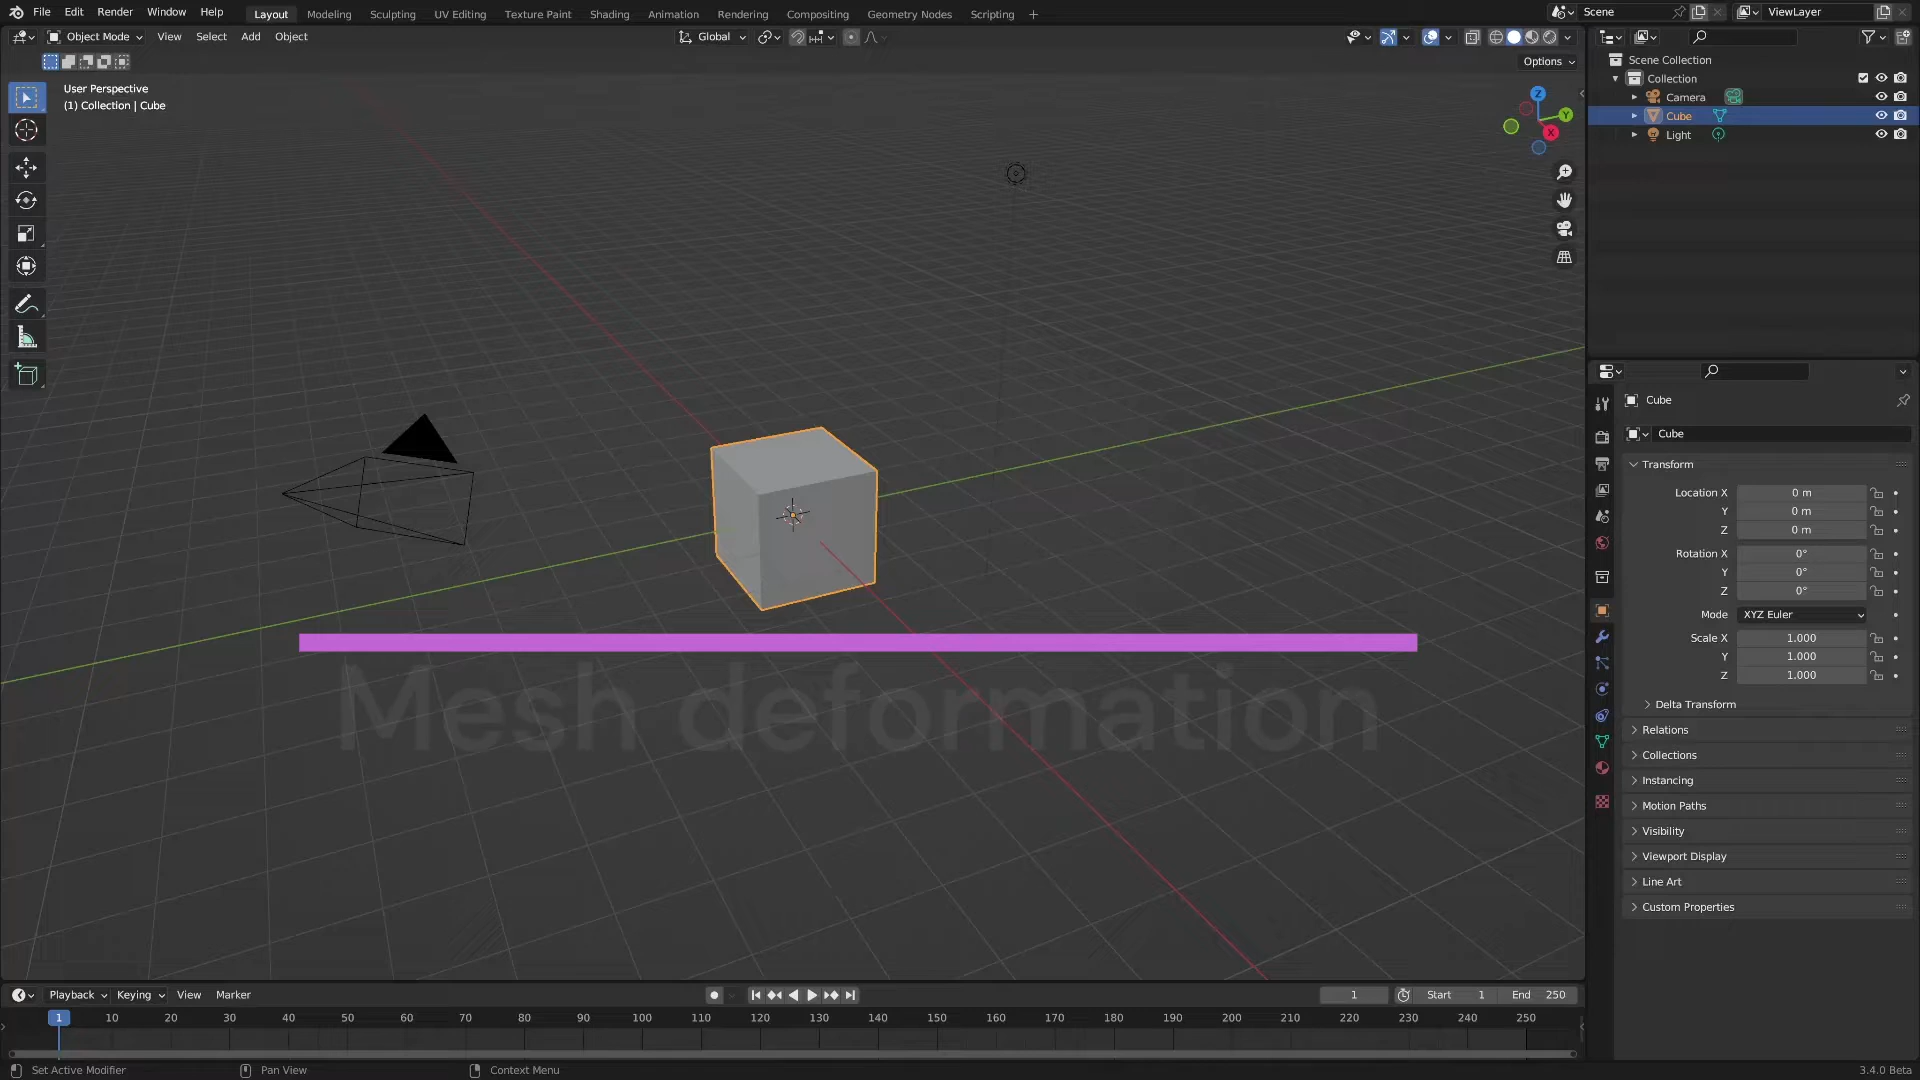 File Edit Render Window Help Layout Modeling Sculpting UV Editing Texture Paint Shading Animation Rendering Compositing Geometry Nodes Scripting + Scene ViewLayer
Object Mode View Select Add Object Global
Options
User Perspective
(1) Collection | Cube
Z
Y
X
Scene Collection
Collection
Camera
Cube
Light
Cube
Cube
Transform
Location X 0 m
Y 0 m
Z 0 m
Rotation X 0°
Y 0°
Z 0°
Mode XYZ Euler
Scale X 1.000
Y 1.000
Z 1.000
Delta Transform
Relations
Collections
Instancing
Motion Paths
Visibility
Viewport Display
Line Art
Custom Properties
Mesh deformation
Playback Keying View Marker 1 Start 1 End 250
1 10 20 30 40 50 60 70 80 90 100 110 120 130 140 150 160 170 180 190 200 210 220 230 240 250
Set Active Modifier Pan View Context Menu 3.4.0 Beta